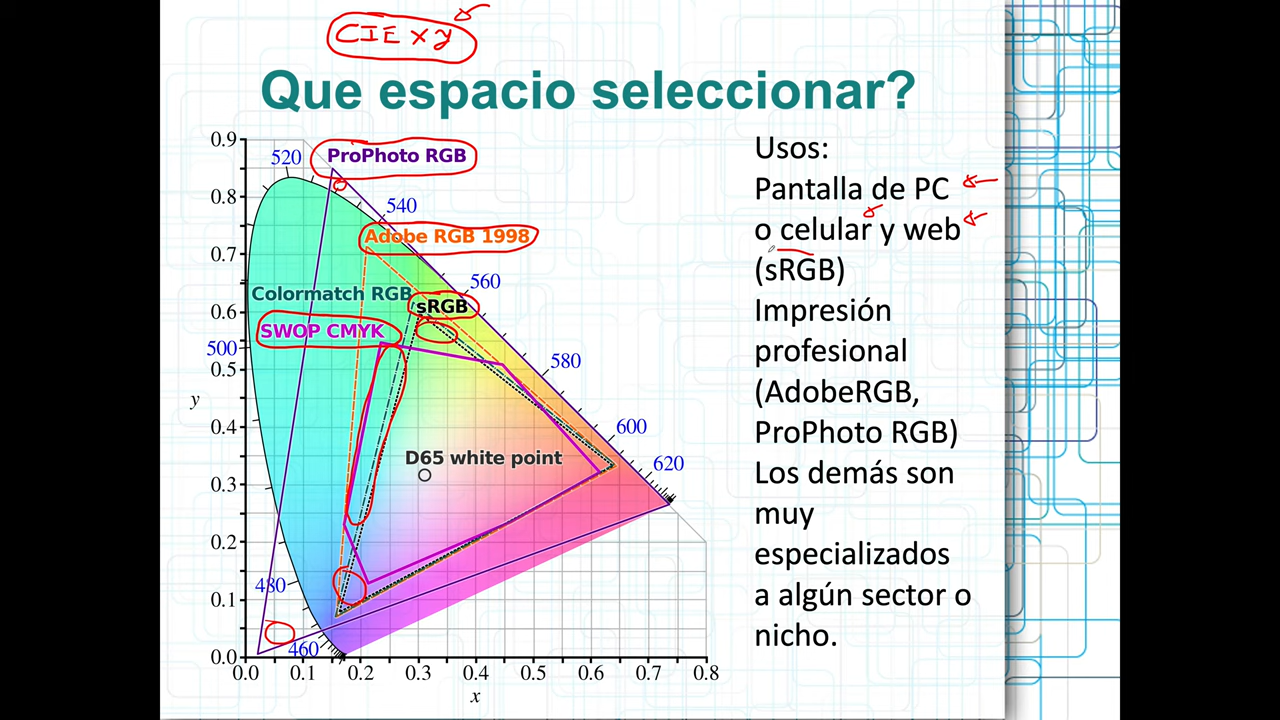 CIE xy
Que espacio seleccionar?
0.9
0.8
0.7
0.6
0.5
0.4
0.3
0.2
0.1
0.0
y
520
540
560
580
600
620
500
480
460
ProPhoto RGB
Adobe RGB 1998
Colormatch RGB
sRGB
SWOP CMYK
D65 white point
0.0 0.1 0.2 0.3 0.4 0.5 0.6 0.7 0.8
x
Usos:
Pantalla de PC
o celular y web
(sRGB)
Impresión
profesional
(AdobeRGB,
ProPhoto RGB)
Los demás son
muy
especializados
a algún sector o
nicho.